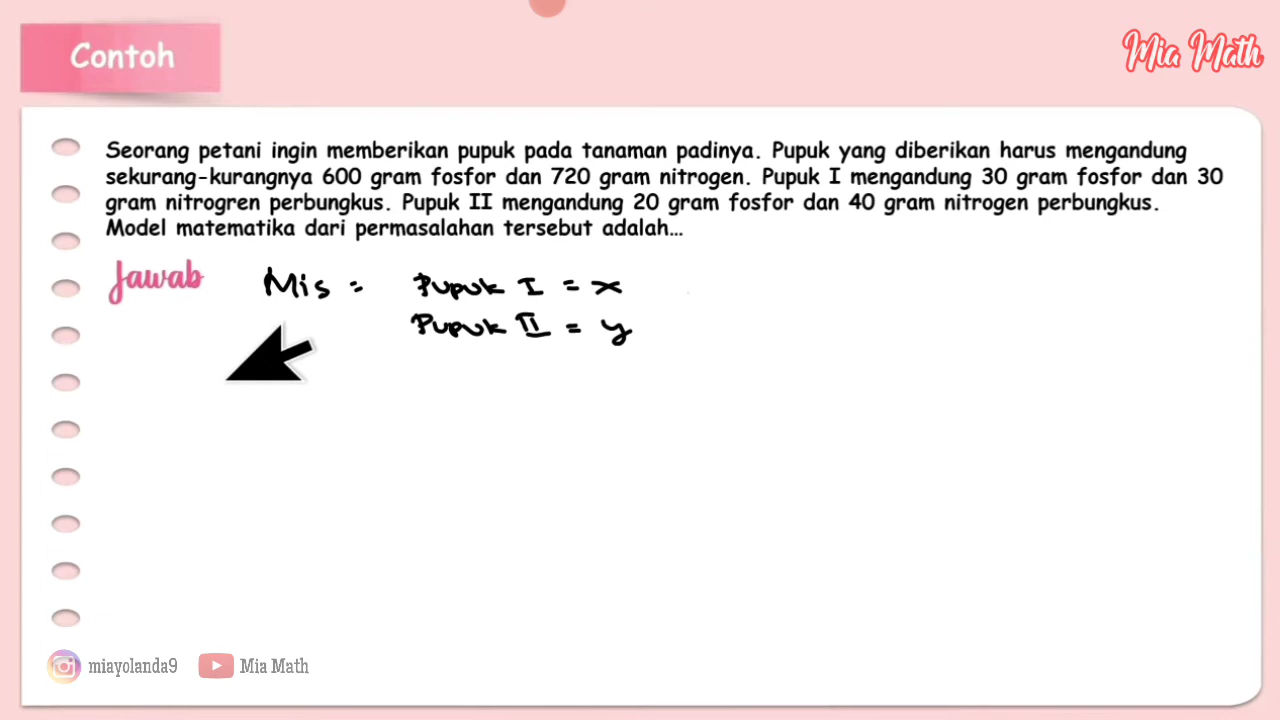 Contoh
Mia Math
Seorang petani ingin memberikan pupuk pada tanaman padinya. Pupuk yang diberikan harus mengandung
sekurang-kurangnya 600 gram fosfor dan 720 gram nitrogen. Pupuk I mengandung 30 gram fosfor dan 30
gram nitrogren perbungkus. Pupuk II mengandung 20 gram fosfor dan 40 gram nitrogen perbungkus.
Model matematika dari permasalahan tersebut adalah...
Jawab
Mis = Pupuk I = x
Pupuk II = y
miayolanda9 Mia Math